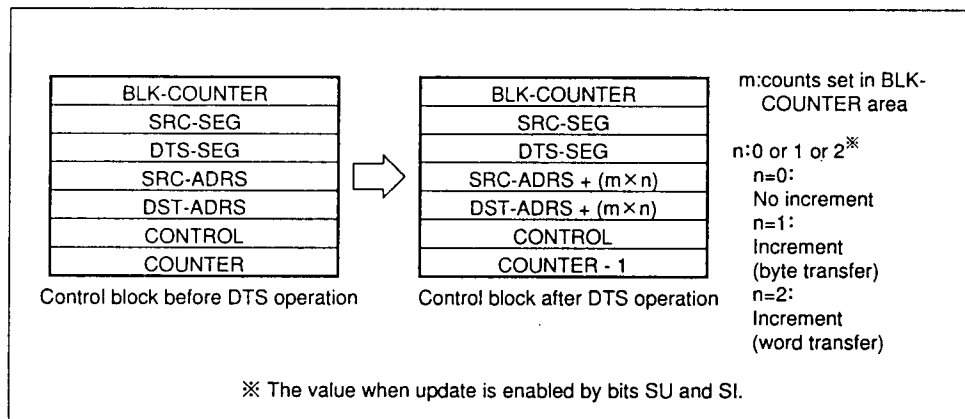 BLK-COUNTER
SRC-SEG
DTS-SEG
SRC-ADRS
DST-ADRS
CONTROL
COUNTER
Control block before DTS operation
BLK-COUNTER
SRC-SEG
DTS-SEG
SRC-ADRS + (m×n)
DST-ADRS + (m×n)
CONTROL
COUNTER - 1
Control block after DTS operation
m:counts set in BLK-
COUNTER area
n:0 or 1 or 2※
n=0:
No increment
n=1:
Increment
(byte transfer)
n=2:
Increment
(word transfer)
※ The value when update is enabled by bits SU and SI.